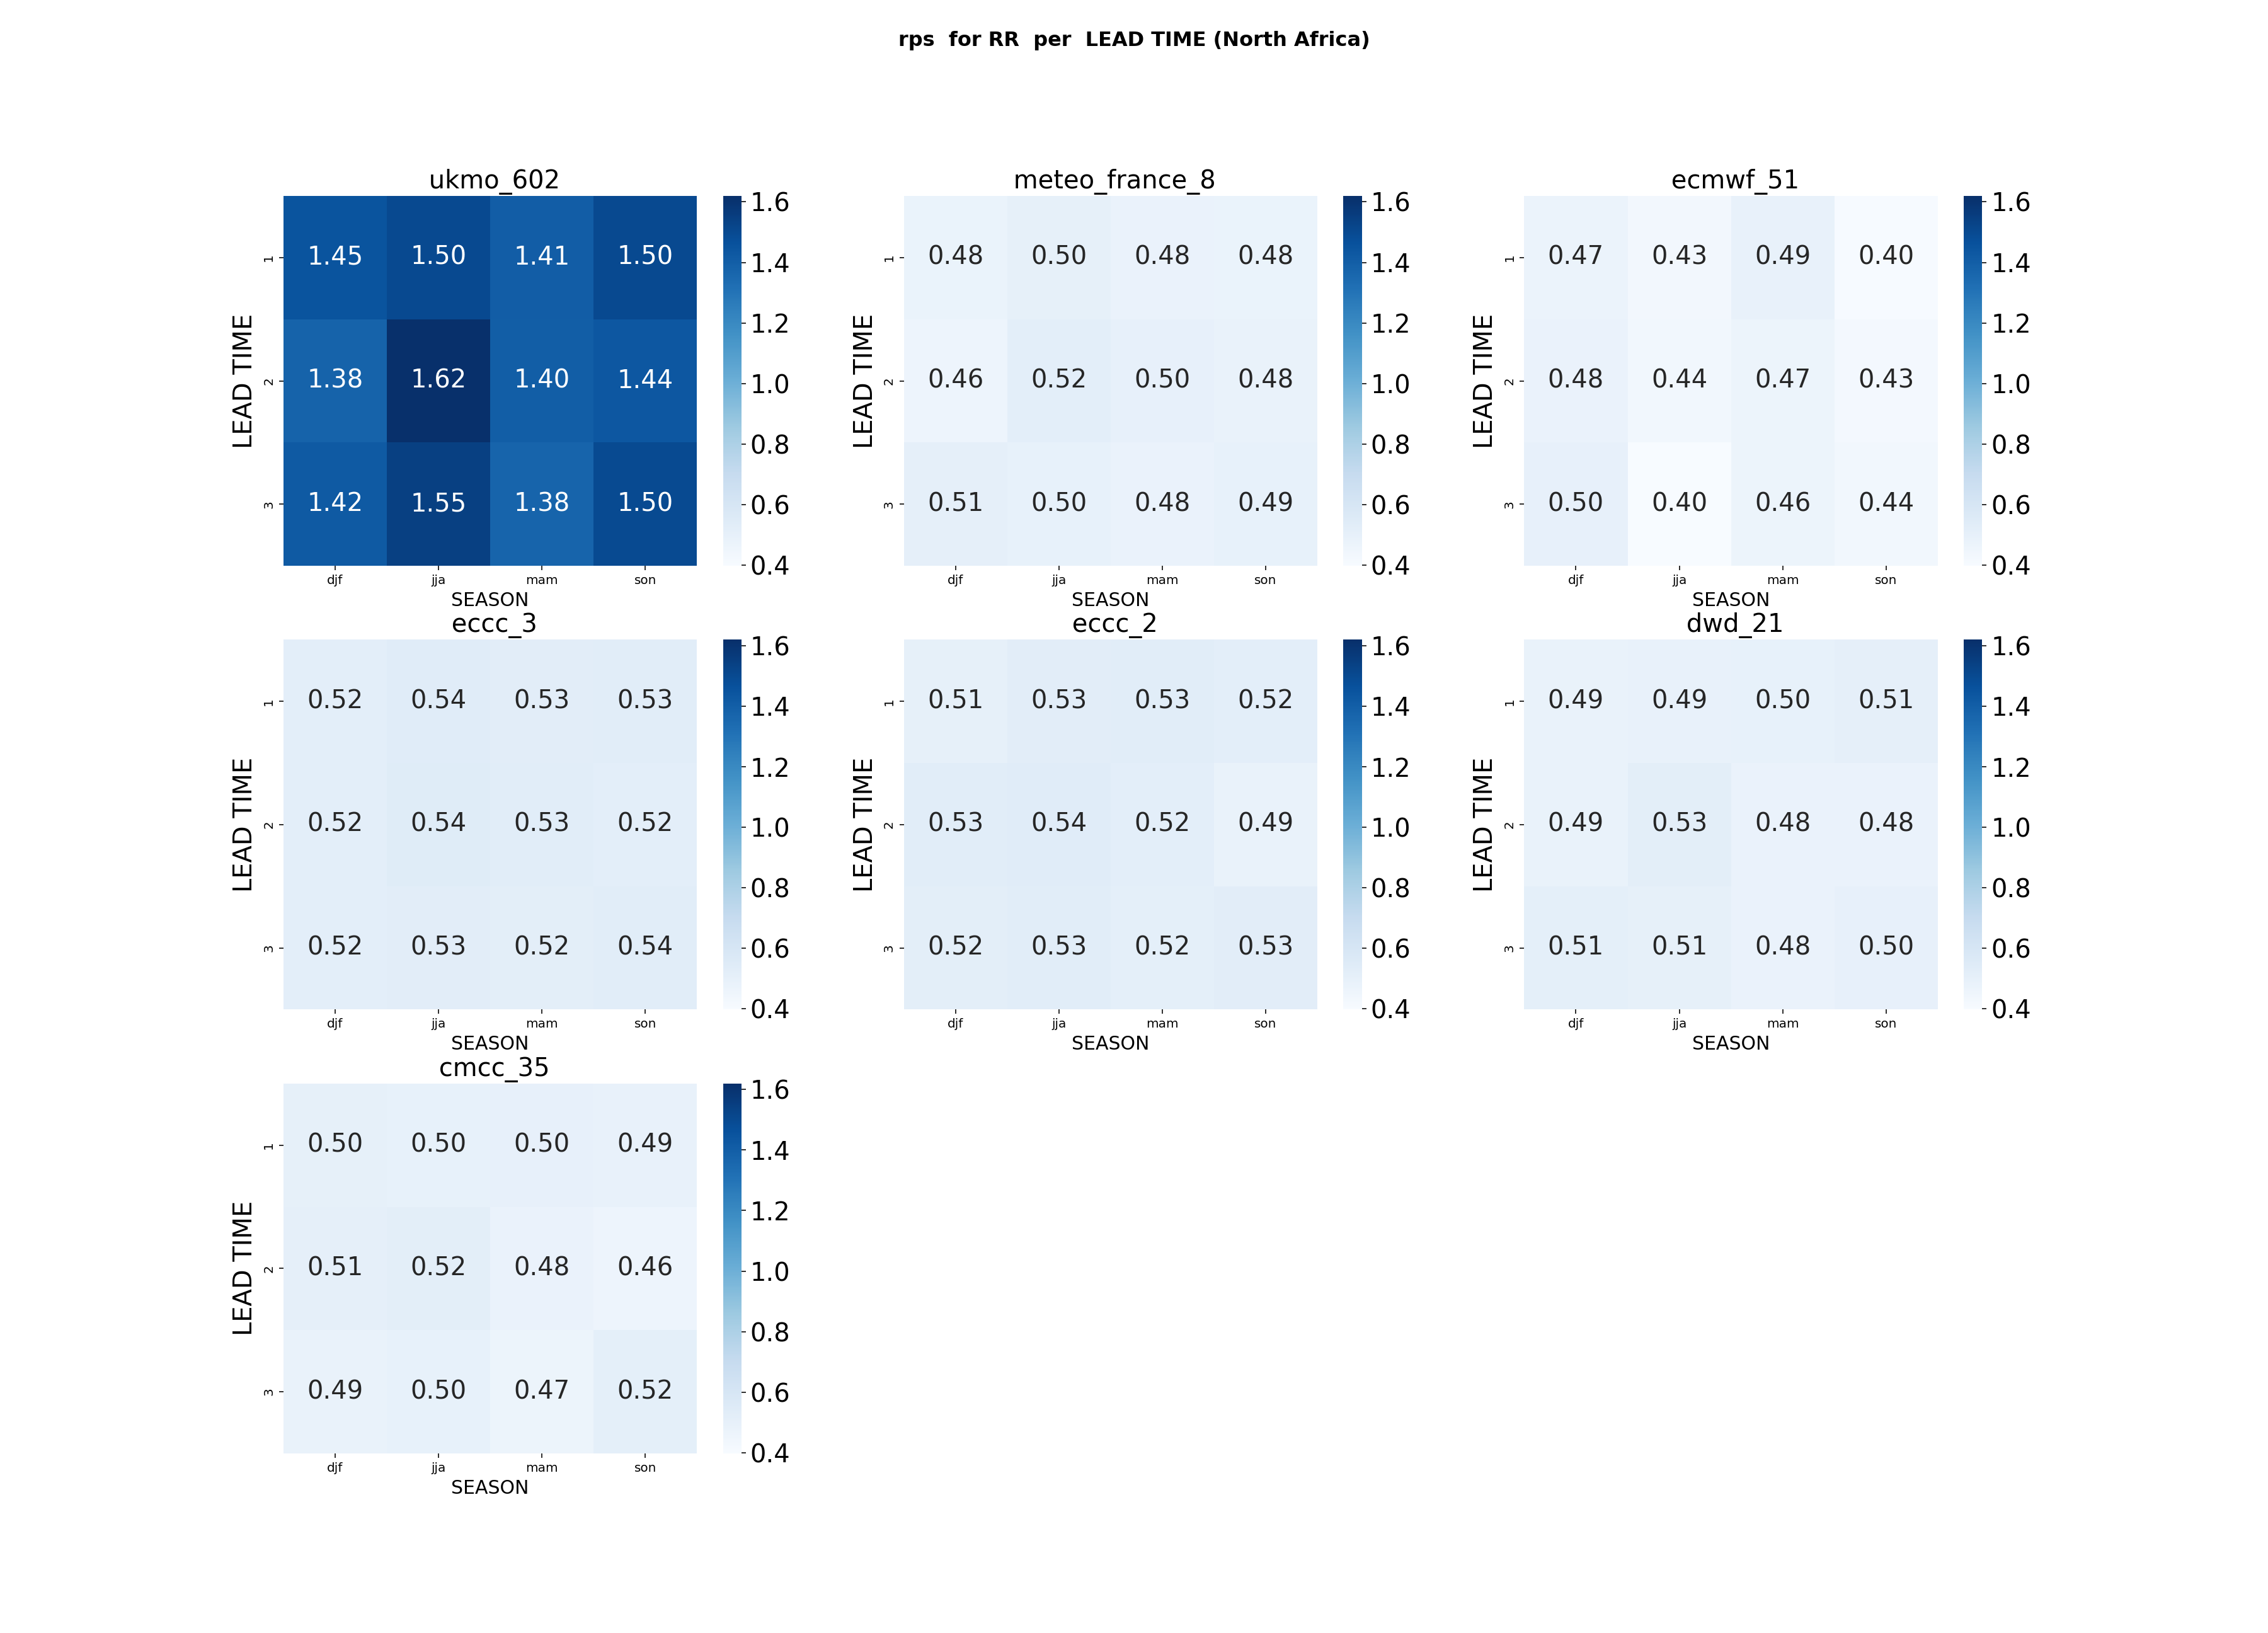 rps  for RR  per  LEAD TIME (North Africa)
ukmo_602
LEAD TIME
1 1.45 1.50 1.41 1.50
2 1.38 1.62 1.40 1.44
3 1.42 1.55 1.38 1.50
djf jja mam son
SEASON
1.6
1.4
1.2
1.0
0.8
0.6
0.4
meteo_france_8
LEAD TIME
1 0.48 0.50 0.48 0.48
2 0.46 0.52 0.50 0.48
3 0.51 0.50 0.48 0.49
djf jja mam son
SEASON
1.6
1.4
1.2
1.0
0.8
0.6
0.4
ecmwf_51
LEAD TIME
1 0.47 0.43 0.49 0.40
2 0.48 0.44 0.47 0.43
3 0.50 0.40 0.46 0.44
djf jja mam son
SEASON
1.6
1.4
1.2
1.0
0.8
0.6
0.4
eccc_3
LEAD TIME
1 0.52 0.54 0.53 0.53
2 0.52 0.54 0.53 0.52
3 0.52 0.53 0.52 0.54
djf jja mam son
SEASON
1.6
1.4
1.2
1.0
0.8
0.6
0.4
eccc_2
LEAD TIME
1 0.51 0.53 0.53 0.52
2 0.53 0.54 0.52 0.49
3 0.52 0.53 0.52 0.53
djf jja mam son
SEASON
1.6
1.4
1.2
1.0
0.8
0.6
0.4
dwd_21
LEAD TIME
1 0.49 0.49 0.50 0.51
2 0.49 0.53 0.48 0.48
3 0.51 0.51 0.48 0.50
djf jja mam son
SEASON
1.6
1.4
1.2
1.0
0.8
0.6
0.4
cmcc_35
LEAD TIME
1 0.50 0.50 0.50 0.49
2 0.51 0.52 0.48 0.46
3 0.49 0.50 0.47 0.52
djf jja mam son
SEASON
1.6
1.4
1.2
1.0
0.8
0.6
0.4